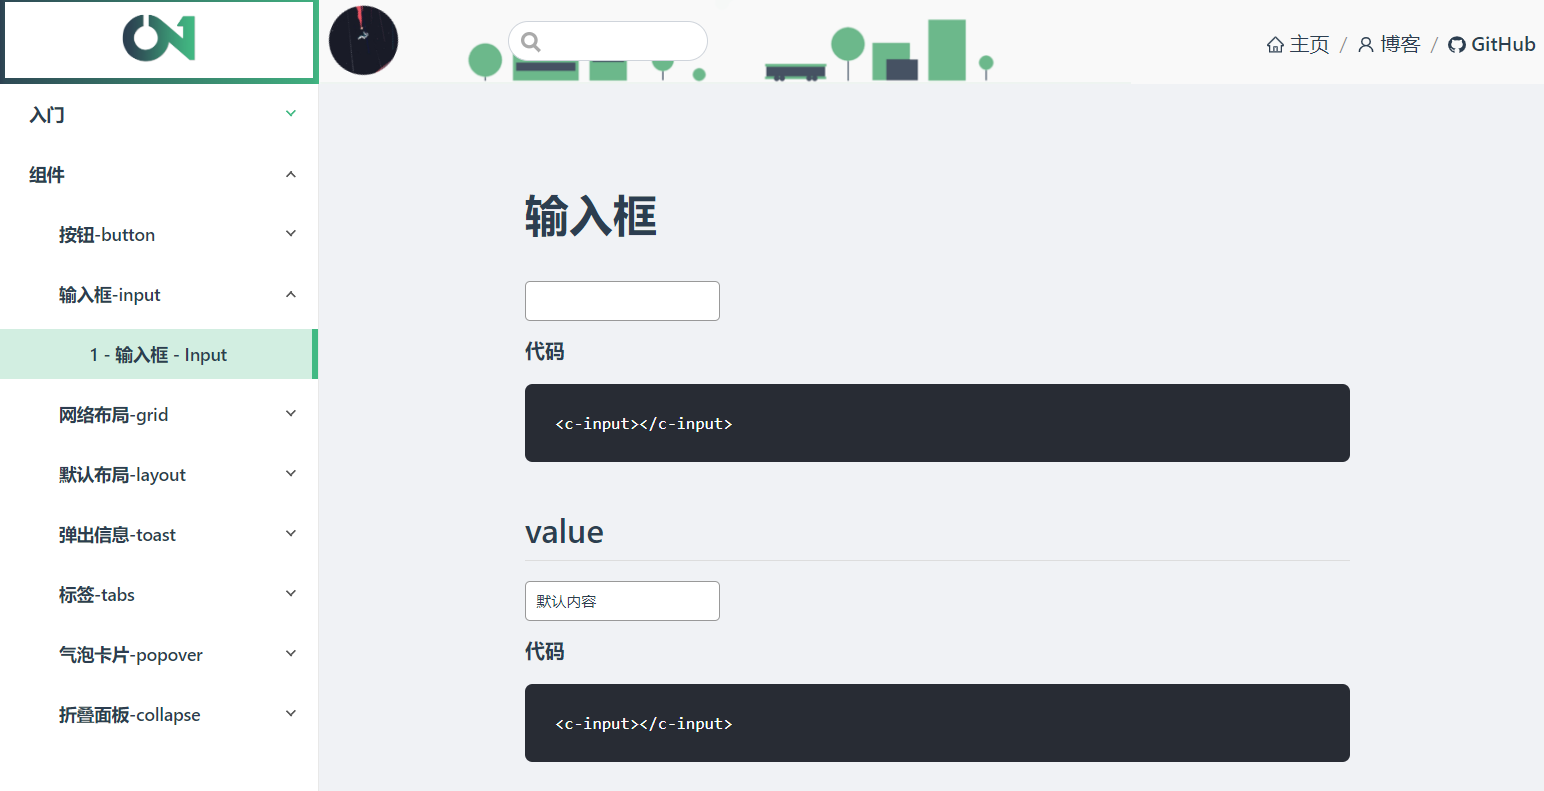 主页 / 博客 / GitHub
入门
组件
按钮-button
输入框-input
1 - 输入框 - Input
网络布局-grid
默认布局-layout
弹出信息-toast
标签-tabs
气泡卡片-popover
折叠面板-collapse
输入框
代码
<c-input></c-input>
value
默认内容
代码
<c-input></c-input>